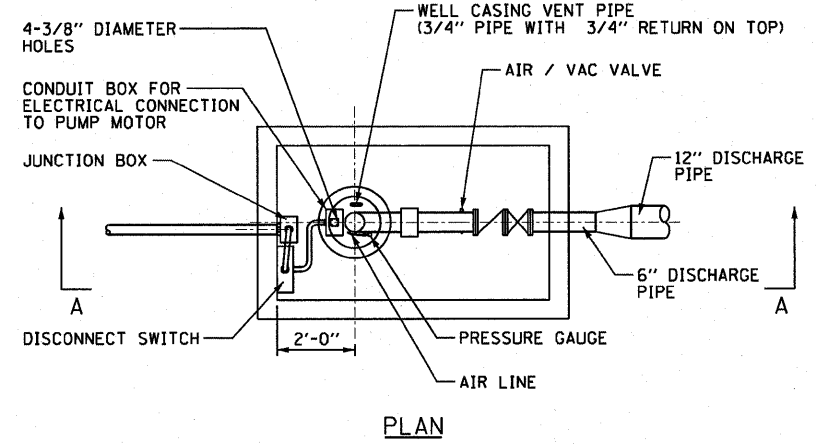 WELL CASING VENT PIPE
(3/4" PIPE WITH 3/4" RETURN ON TOP)
4-3/8" DIAMETER
HOLES
AIR / VAC VALVE
CONDUIT BOX FOR
ELECTRICAL CONNECTION
TO PUMP MOTOR
JUNCTION BOX
12" DISCHARGE
PIPE
6" DISCHARGE
PIPE
A
A
DISCONNECT SWITCH
2'-0"
PRESSURE GAUGE
AIR LINE
PLAN